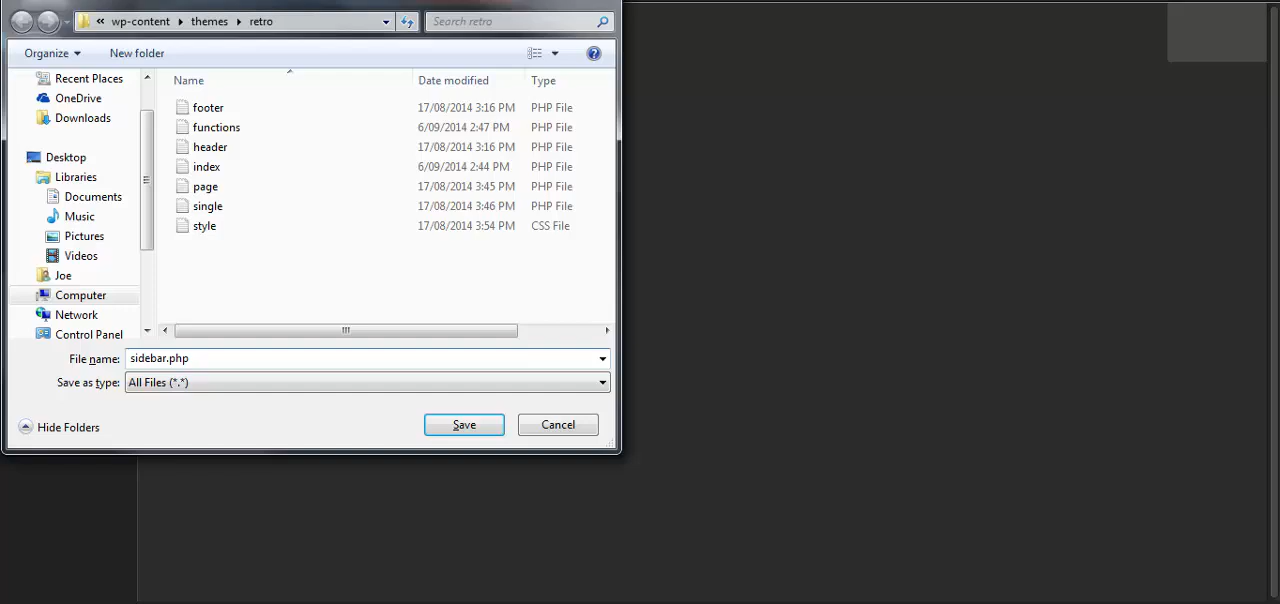 « wp-content ▸ themes ▸ retro Search retro
Organize New folder
Recent Places
OneDrive
Downloads
Desktop
Libraries
Documents
Music
Pictures
Videos
Joe
Computer
Network
Control Panel
Name Date modified Type
footer 17/08/2014 3:16 PM PHP File
functions 6/09/2014 2:47 PM PHP File
header 17/08/2014 3:16 PM PHP File
index 6/09/2014 2:44 PM PHP File
page 17/08/2014 3:45 PM PHP File
single 17/08/2014 3:46 PM PHP File
style 17/08/2014 3:54 PM CSS File
File name: sidebar.php
Save as type: All Files (*.*)
Hide Folders Save Cancel